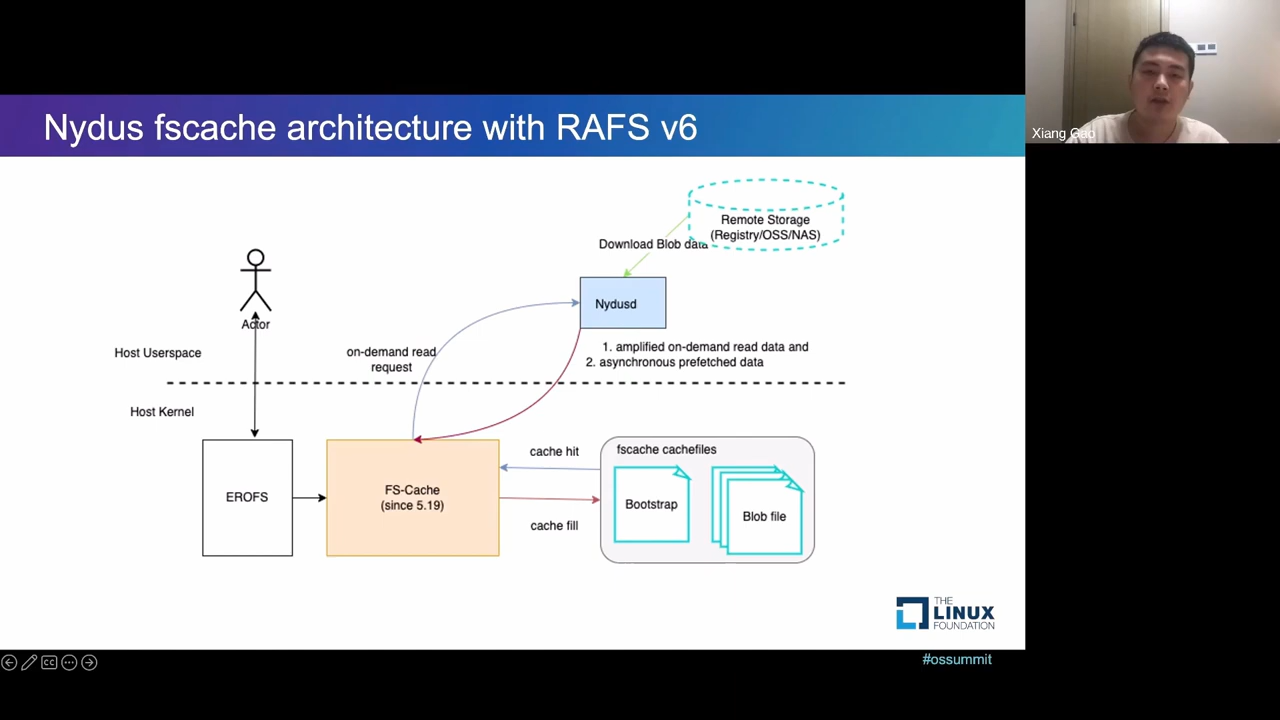 Nydus fscache architecture with RAFS v6
Xiang Gao
Remote Storage
(Registry/OSS/NAS)
Download Blob data
Nydusd
Actor
Host Userspace
on-demand read
request
1. amplified on-demand read data and
2. asynchronous prefetched data
Host Kernel
EROFS
FS-Cache
(since 5.19)
cache hit
cache fill
fscache cachefiles
Bootstrap
Blob file
THE
LINUX
FOUNDATION
CC
#ossummit